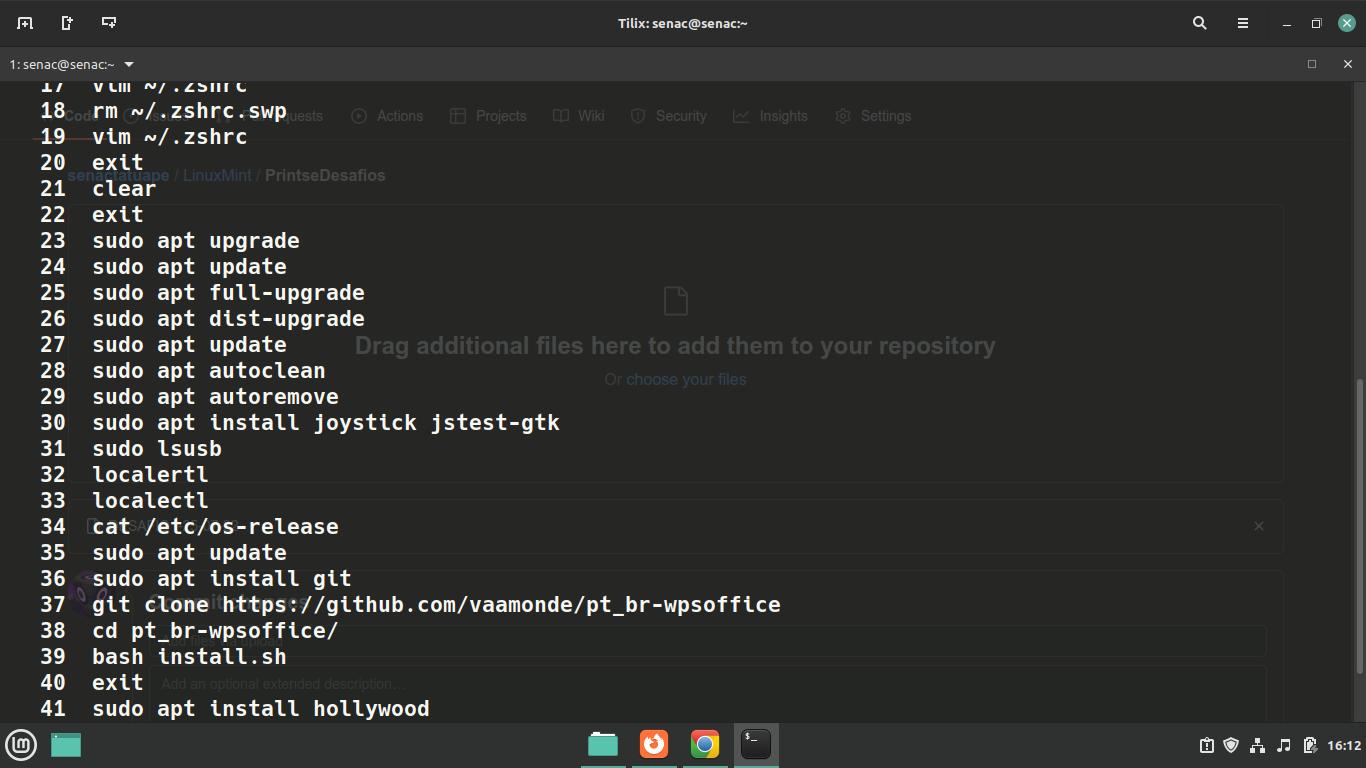 Tilix: senac@senac:~
1: senac@senac:~
17 vim ~/.zshrc
18 rm ~/.zshrc.swp
19 vim ~/.zshrc
20 exit
21 clear
22 exit
23 sudo apt upgrade
24 sudo apt update
25 sudo apt full-upgrade
26 sudo apt dist-upgrade
27 sudo apt update
28 sudo apt autoclean
29 sudo apt autoremove
30 sudo apt install joystick jstest-gtk
31 sudo lsusb
32 localertl
33 localectl
34 cat /etc/os-release
35 sudo apt update
36 sudo apt install git
37 git clone https://github.com/vaamonde/pt_br-wpsoffice
38 cd pt_br-wpsoffice/
39 bash install.sh
40 exit
41 sudo apt install hollywood
Code Actions Projects Wiki Security Insights Settings
senactatuape / LinuxMint / PrintseDesafios
Drag additional files here to add them to your repository
Or choose your files
Commit changes
Add an optional extended description...
16:12